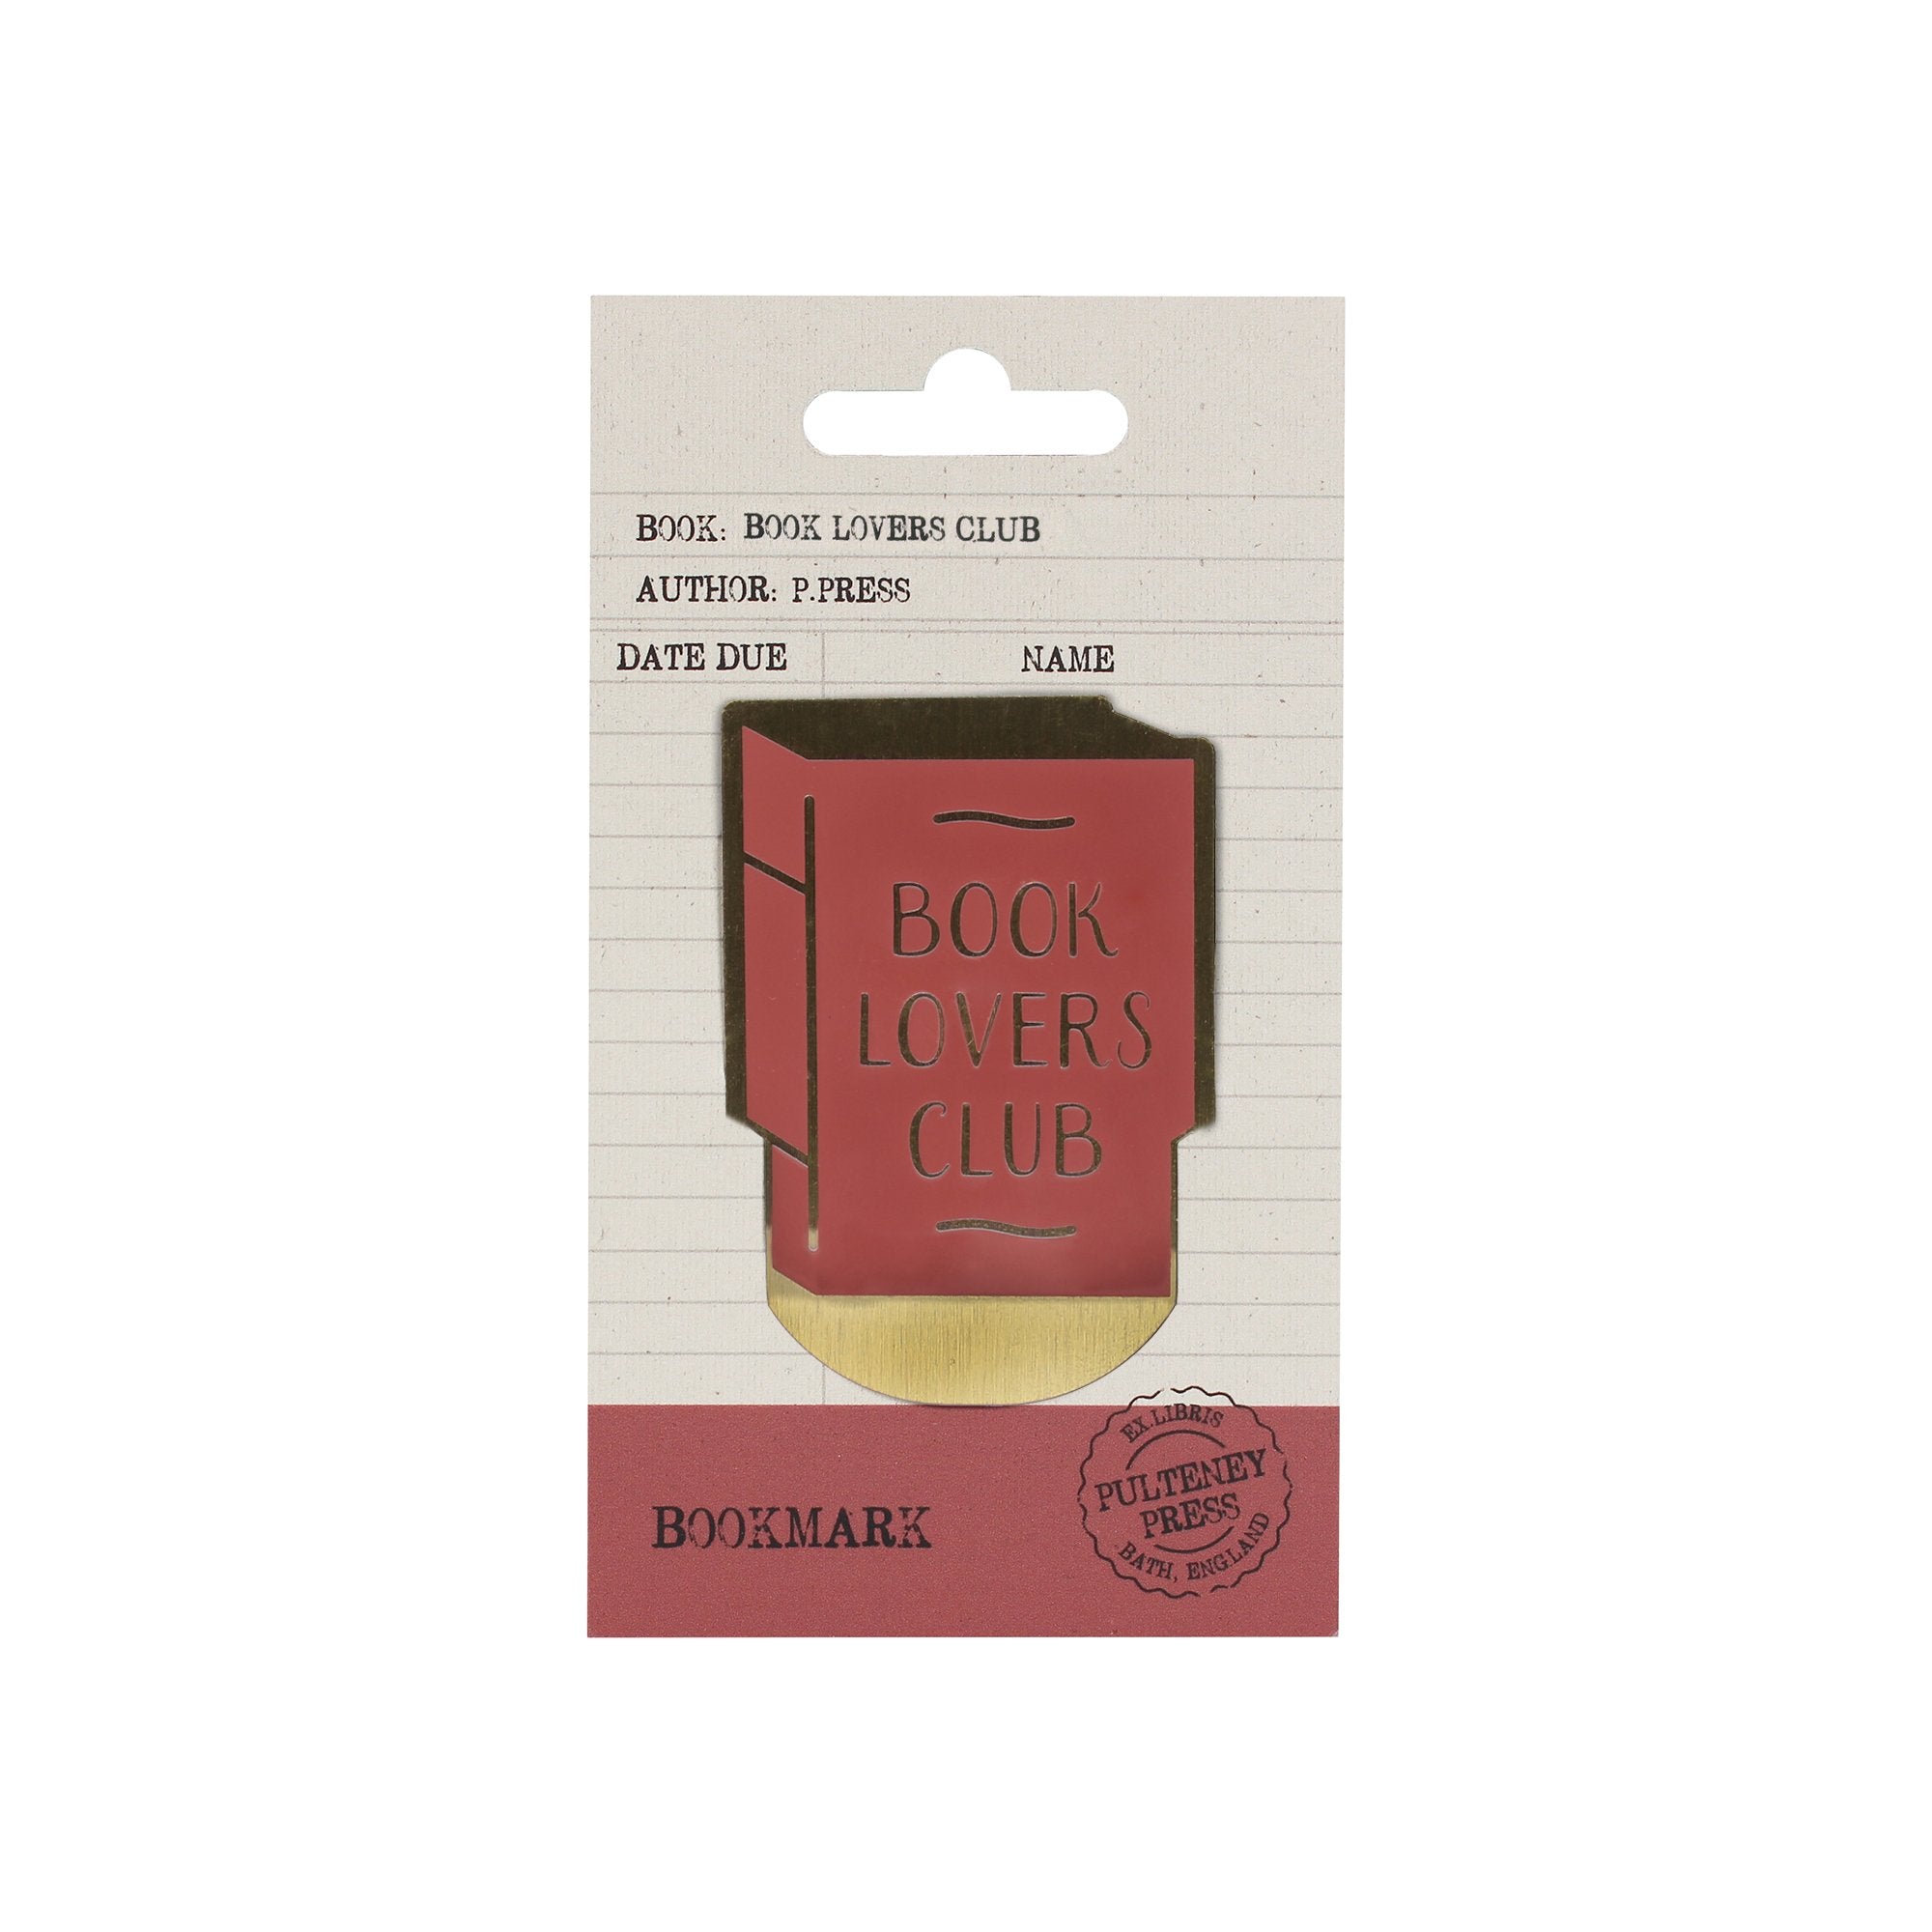 BOOK: BOOK LOVERS CLUB
AUTHOR: P.PRESS
DATE DUE NAME
BOOK
LOVERS
CLUB
BOOKMARK
EX.LIBRIS
PULTENEY
PRESS
BATH, ENGLAND